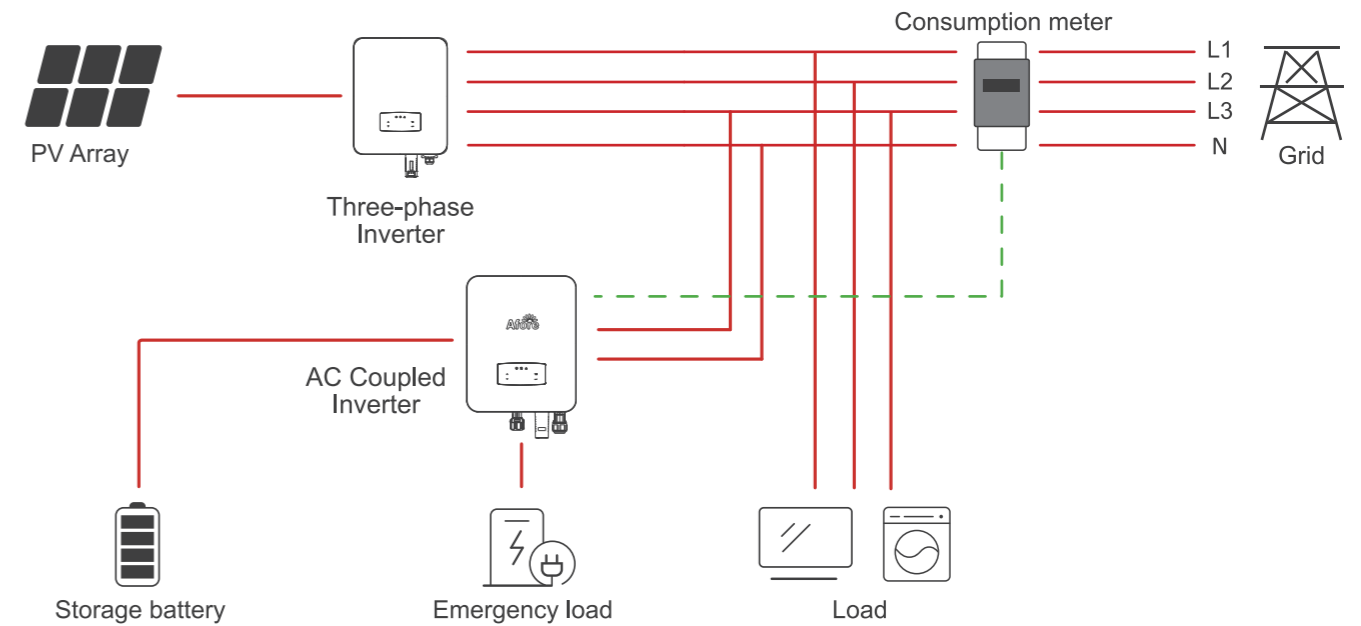 Consumption meter
L1
L2
L3
N
PV Array
Grid
Three-phase
Inverter
Afore
AC Coupled
Inverter
Storage battery
Emergency load
Load